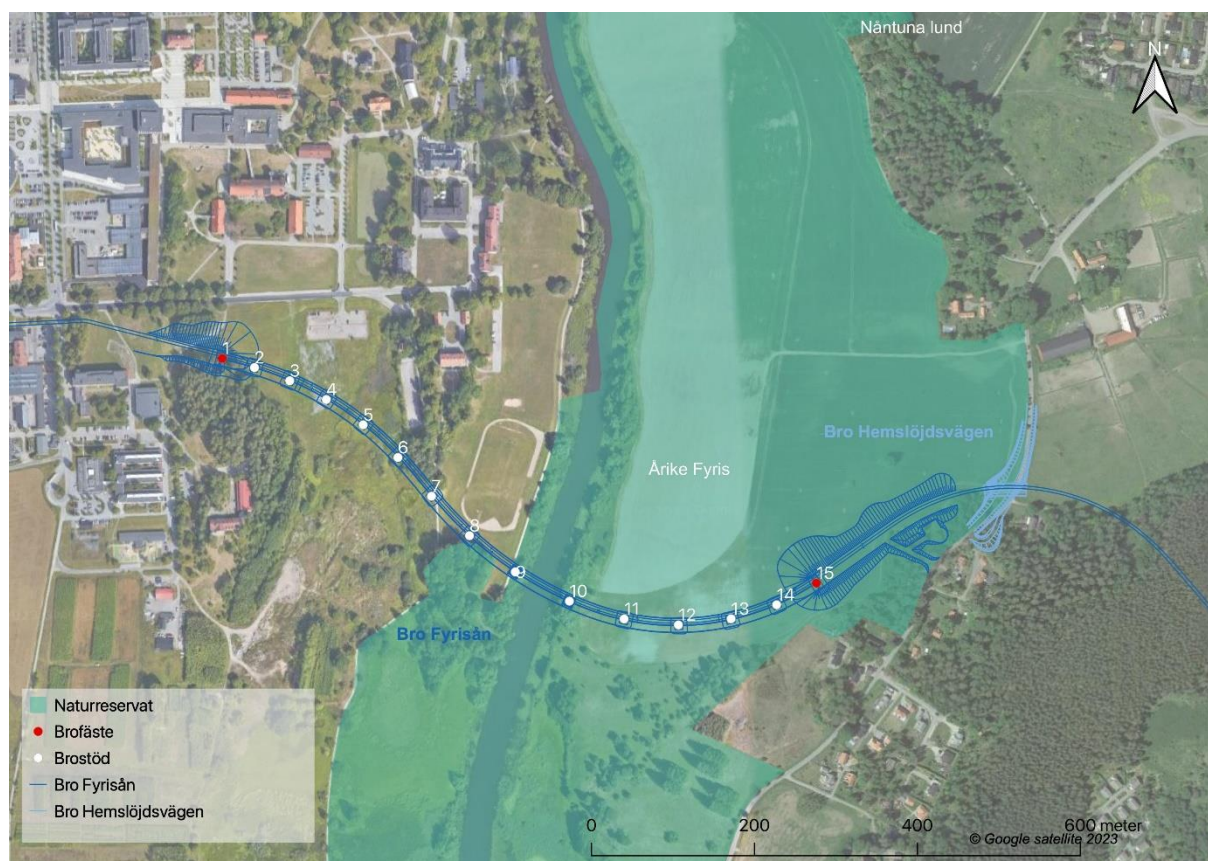 Nåntuna lund
N
1
2
3
4
5
6
7
8
9
10
11
12
13
14
15
Bro Hemslöjdsvägen
Årike Fyris
Bro Fyrisån
Naturreservat
Brofäste
Brostöd
Bro Fyrisån
Bro Hemslöjdsvägen
0 200 400 600 meter
© Google satellite 2023